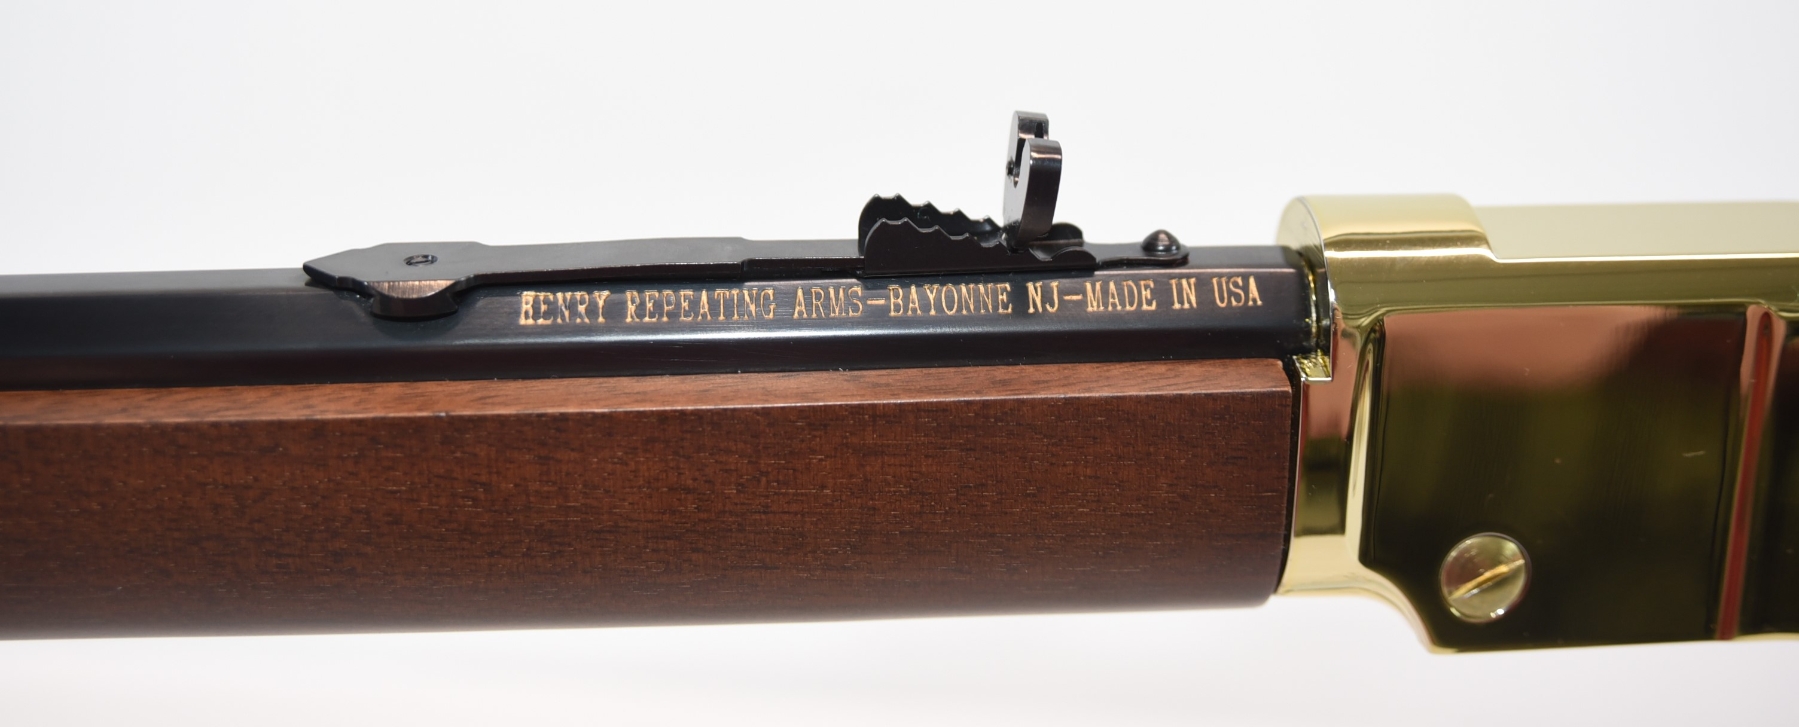 HENRY REPEATING ARMS-BAYONNE NJ-MADE IN USA